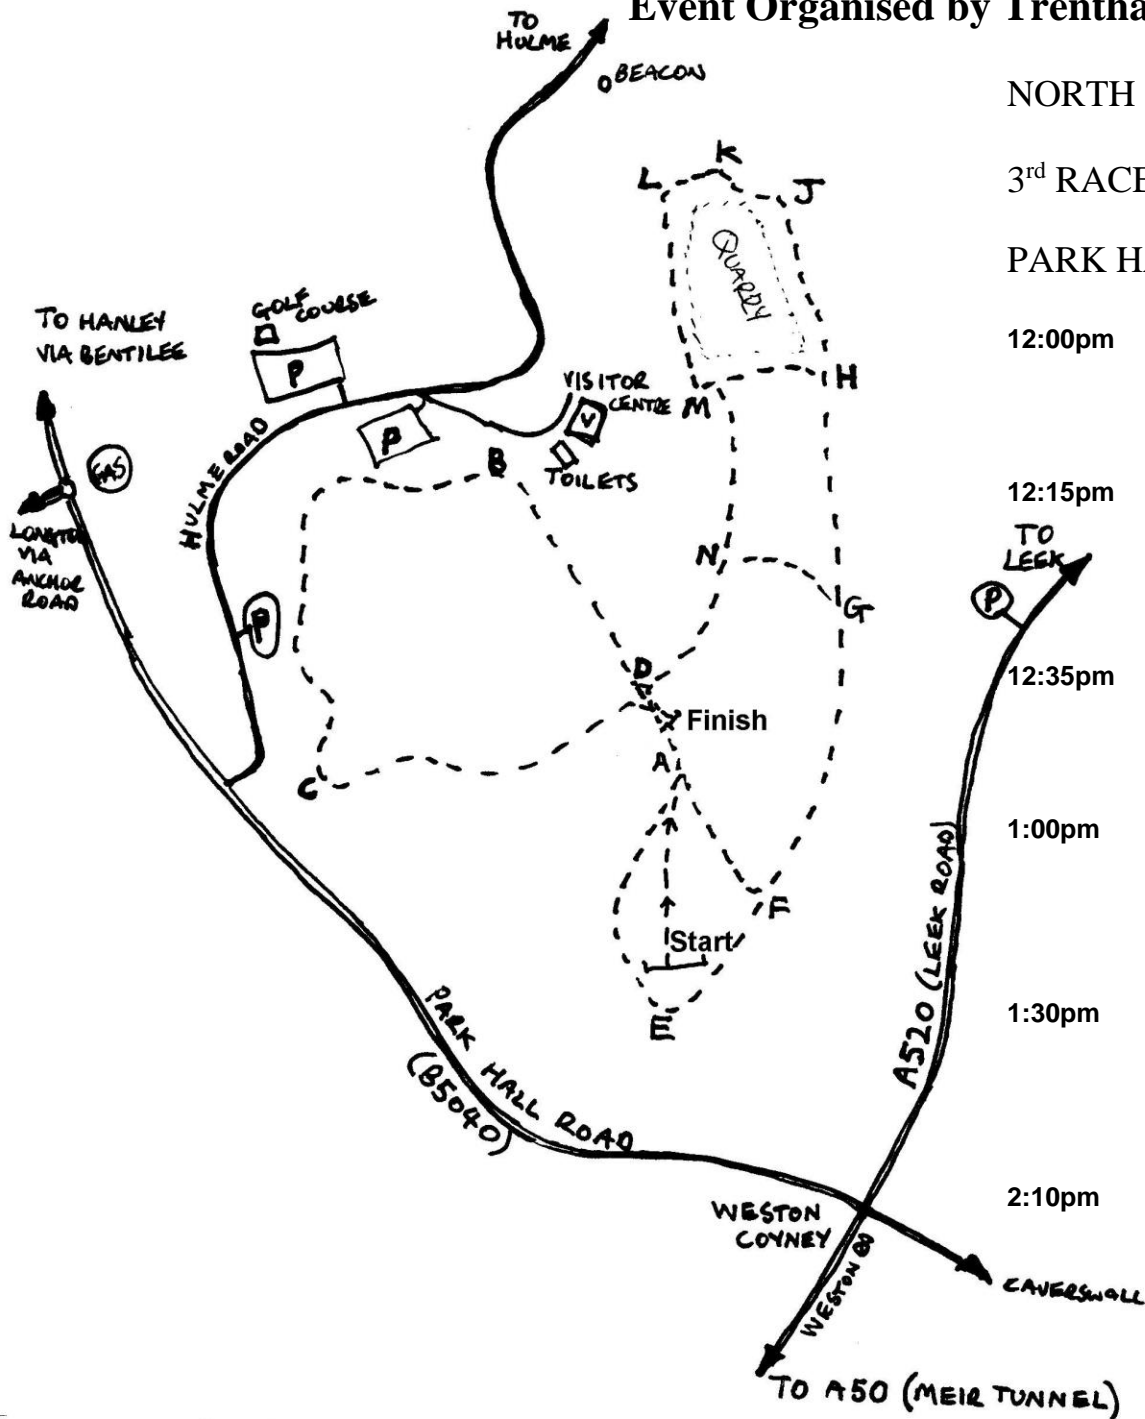 Event Organised by Trentha
TO
HULME
BEACON
NORTH
3rd RACE
PARK HA
K
L
J
QUARRY
GOLF
COURSE
TO HANLEY
VIA BENTILEE
P
12:00pm
H
VISITOR
CENTRE
M
V
P
B
TOILETS
GAS
HULME ROAD
12:15pm
VIA
ANCHOR
ROAD
TO
LEEK
N
P
G
P
D
12:35pm
Finish
A
C
1:00pm
F
Start
A520 (LEEK ROAD)
E
1:30pm
PARK HALL ROAD
(B5040)
2:10pm
WESTON
COYNEY
WESTON RD
CAVERSWALL
TO A50 (MEIR TUNNEL)